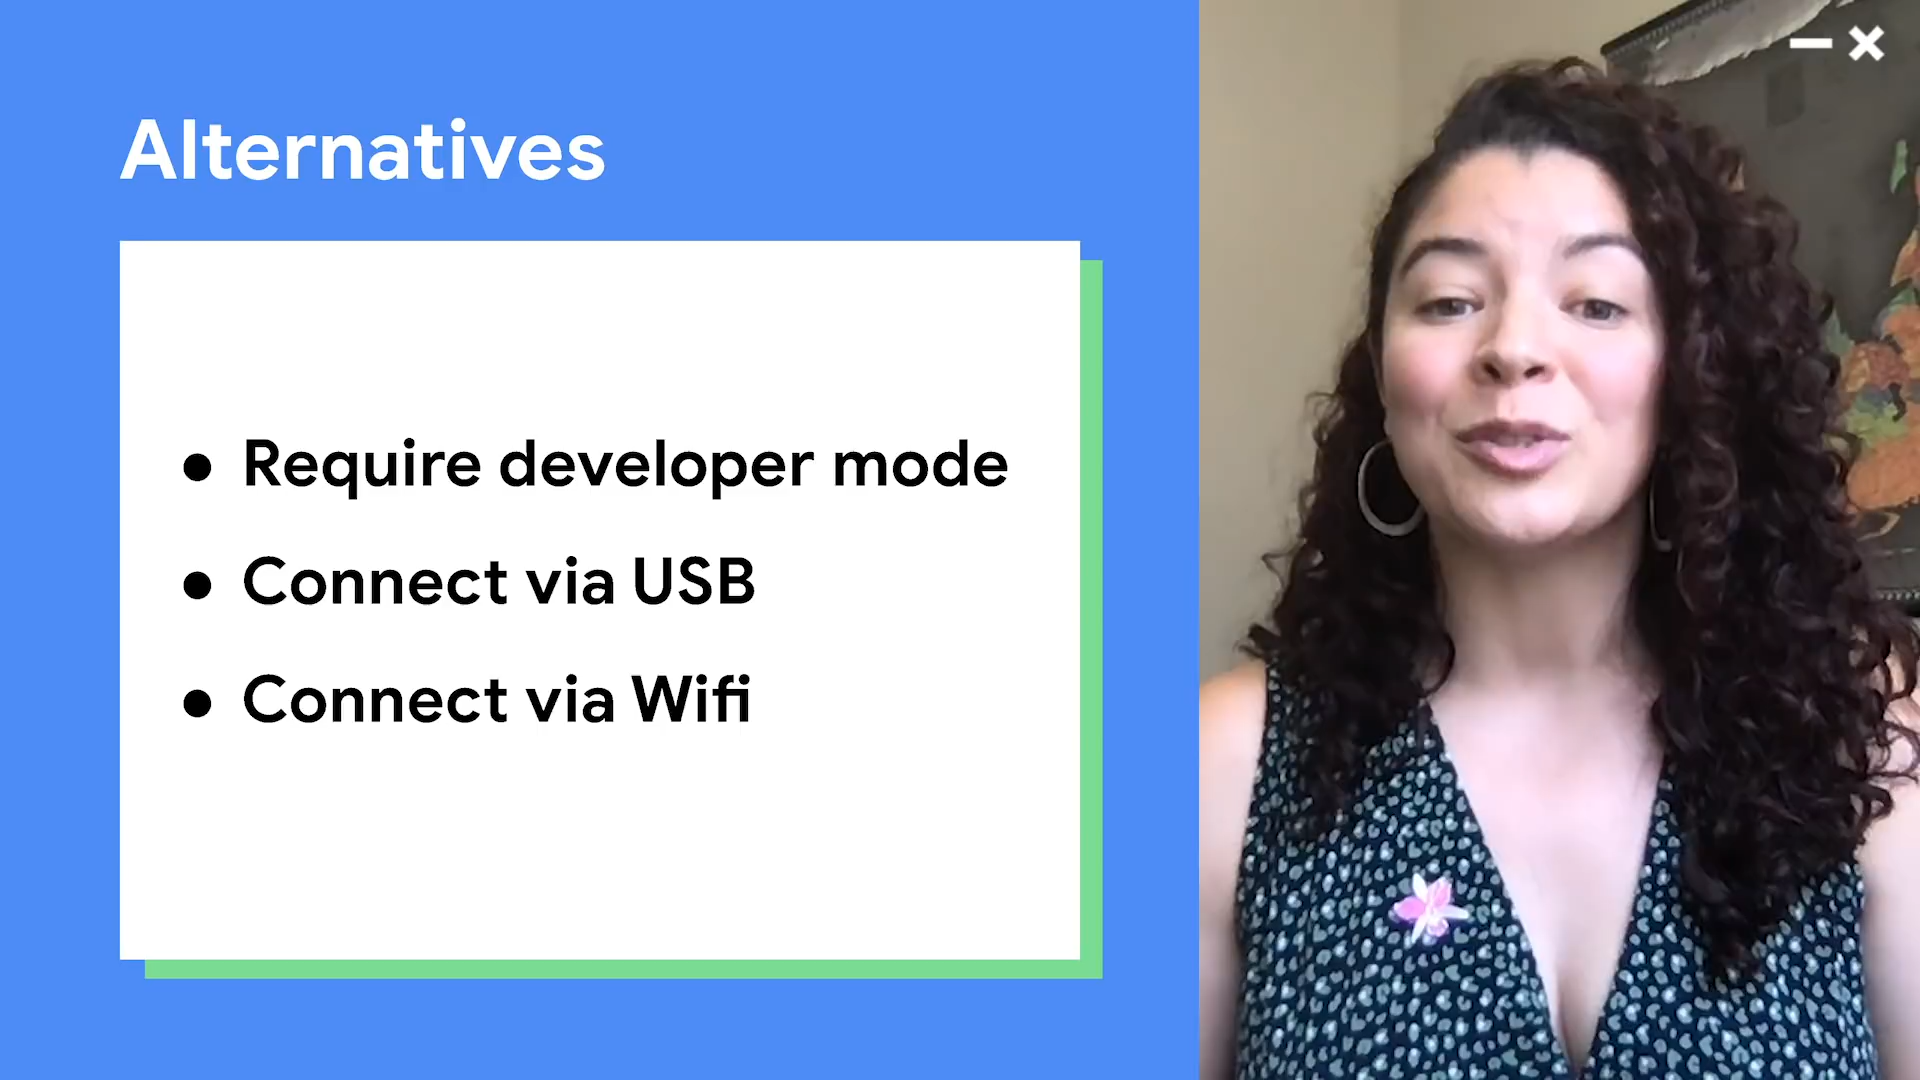 Alternatives
● Require developer mode
● Connect via USB
● Connect via Wifi